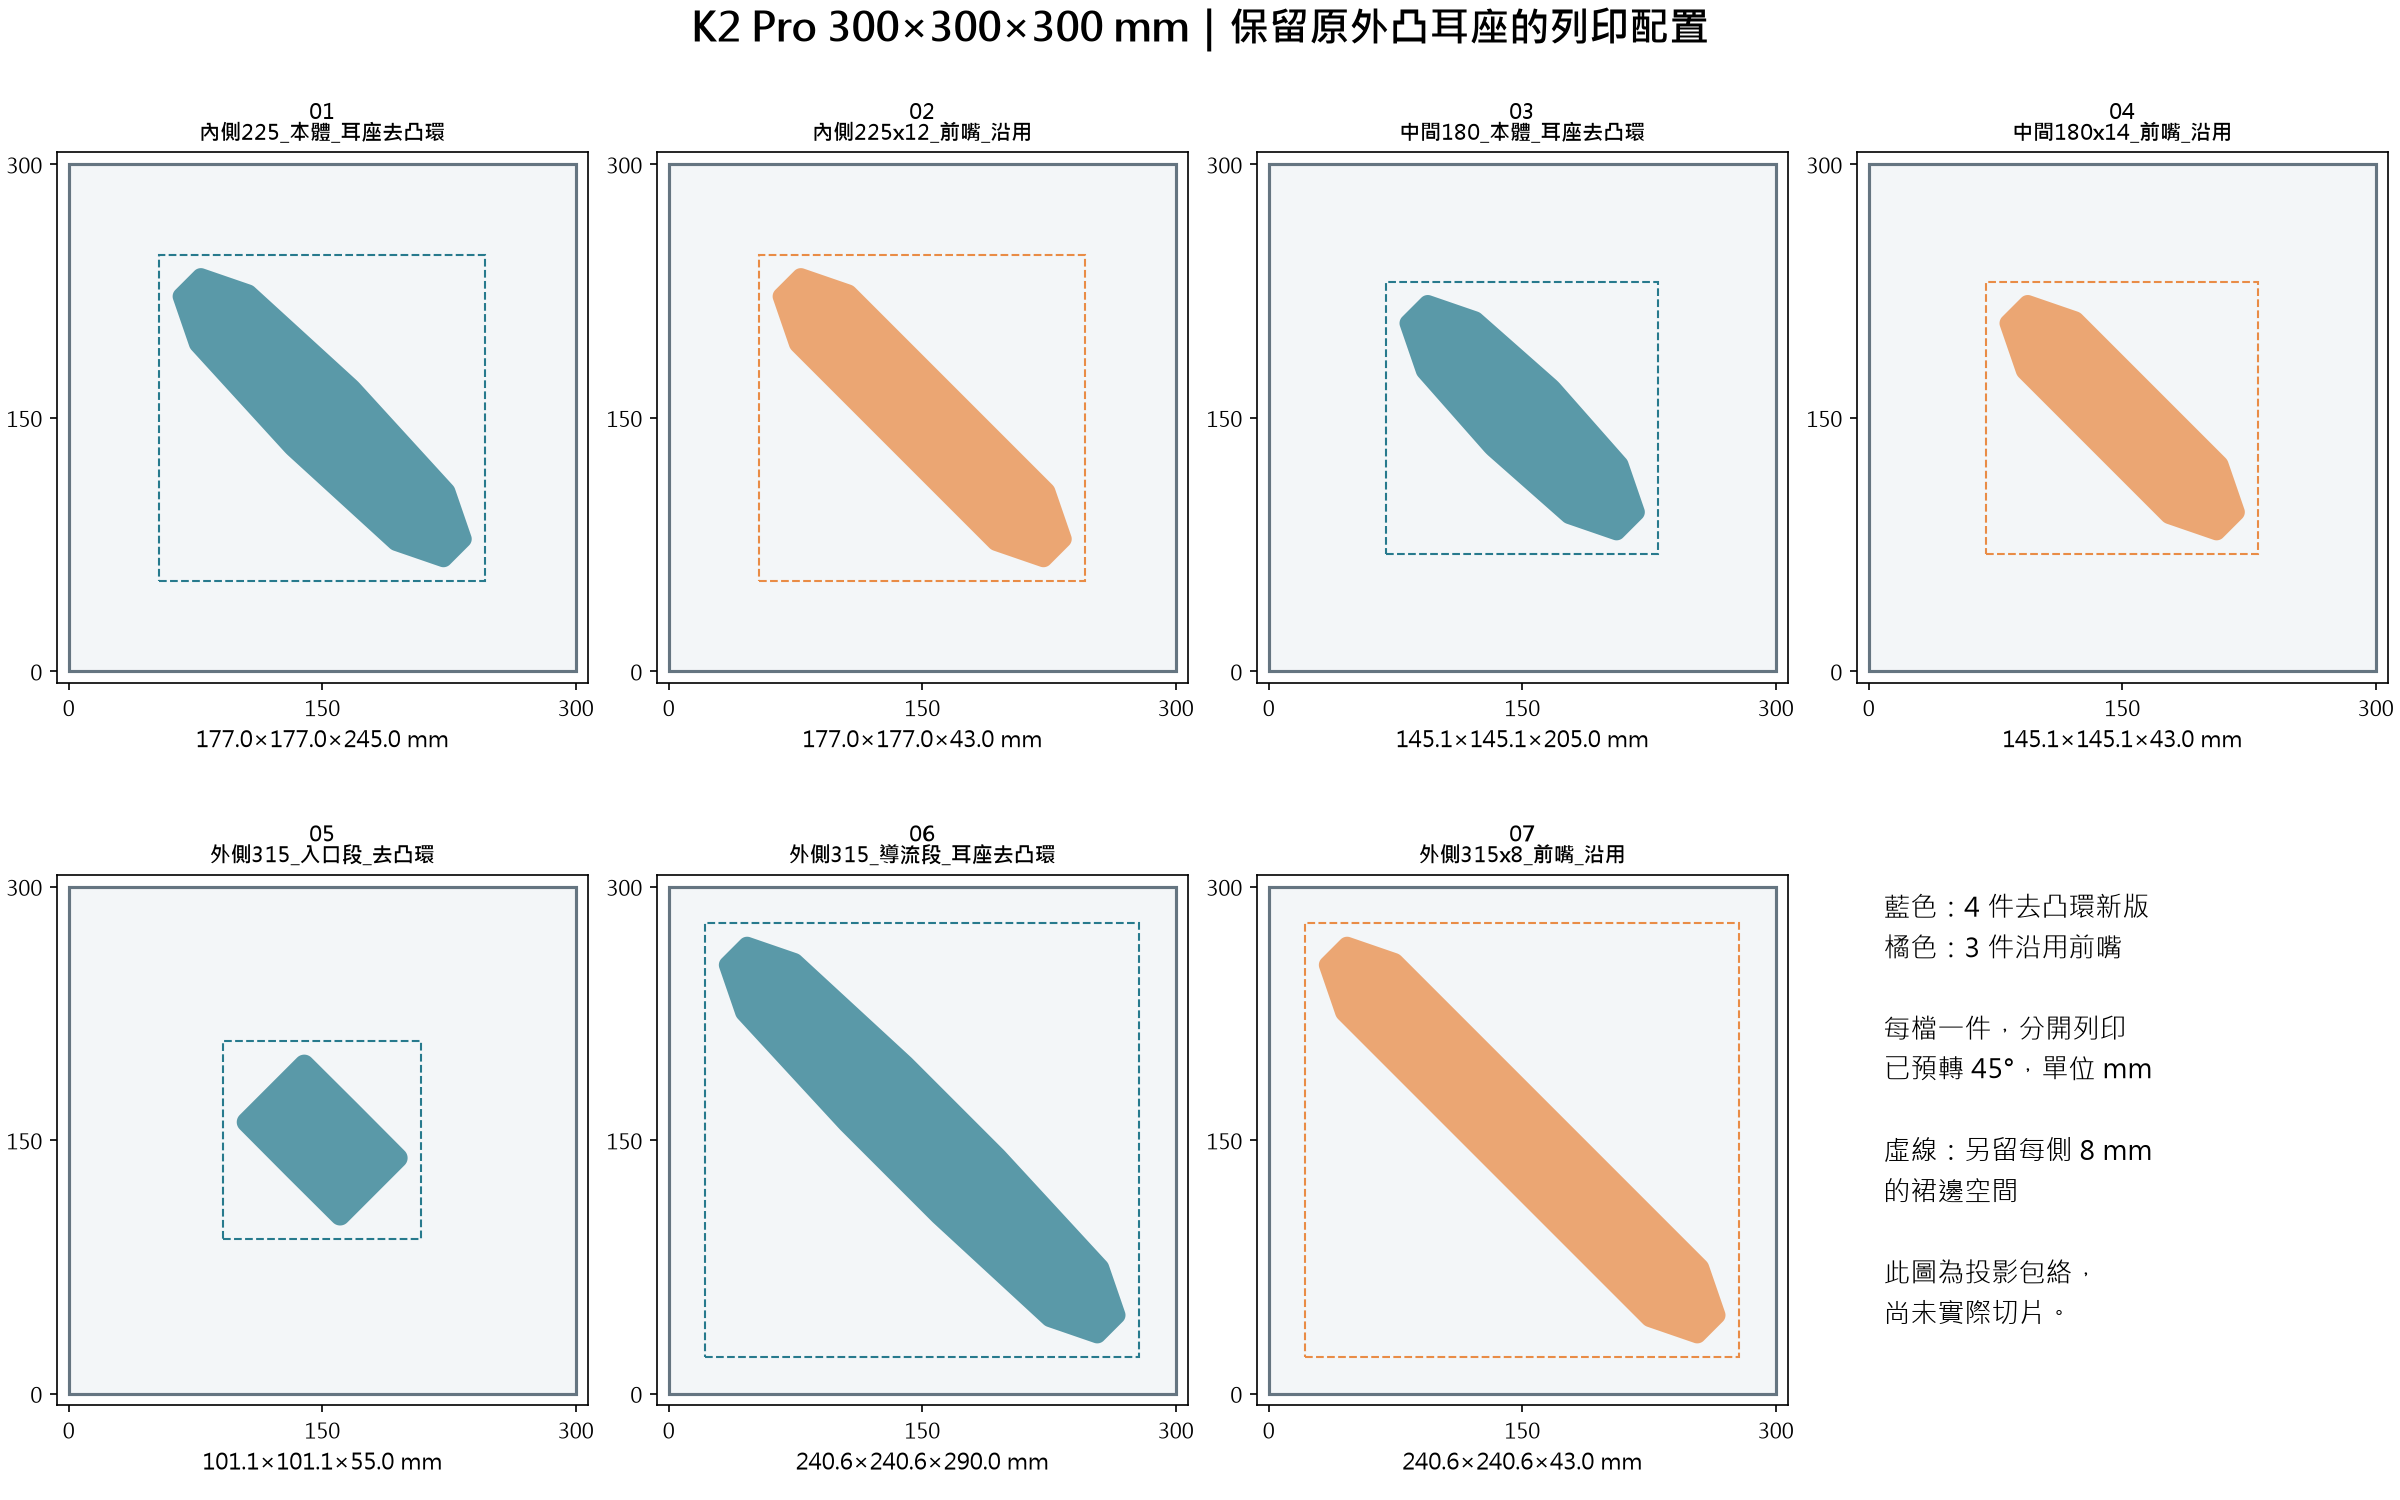 K2 Pro 300×300×300 mm | 保留原外凸耳座的列印配置
01
內側225_本體_耳座去凸環
300
150
0
0
150
300
177.0×177.0×245.0 mm
02
內側225x12_前嘴_沿用
300
150
0
0
150
300
177.0×177.0×43.0 mm
03
中間180_本體_耳座去凸環
300
150
0
0
150
300
145.1×145.1×205.0 mm
04
中間180x14_前嘴_沿用
300
150
0
0
150
300
145.1×145.1×43.0 mm
05
外側315_入口段_去凸環
300
150
0
0
150
300
101.1×101.1×55.0 mm
06
外側315_導流段_耳座去凸環
300
150
0
0
150
300
240.6×240.6×290.0 mm
07
外側315x8_前嘴_沿用
300
150
0
0
150
300
240.6×240.6×43.0 mm
藍色：4 件去凸環新版
橘色：3 件沿用前嘴
每檔一件，分開列印
已預轉 45°，單位 mm
虛線：另留每側 8 mm
的裙邊空間
此圖為投影包絡，
尚未實際切片。